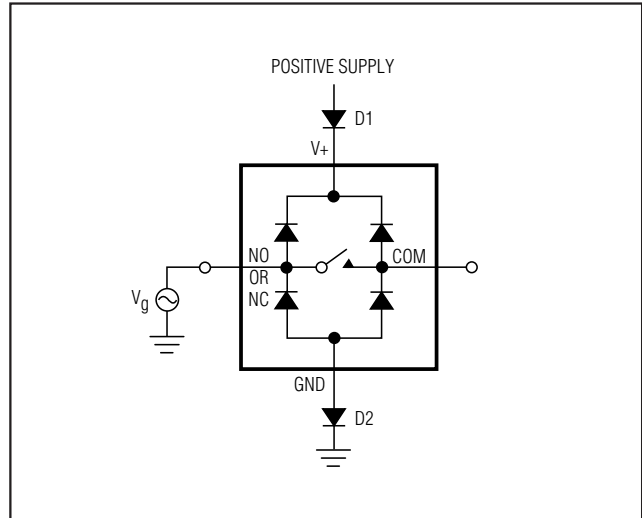 POSITIVE SUPPLY
D1
V+
NO
OR
NC
COM
Vg
GND
D2